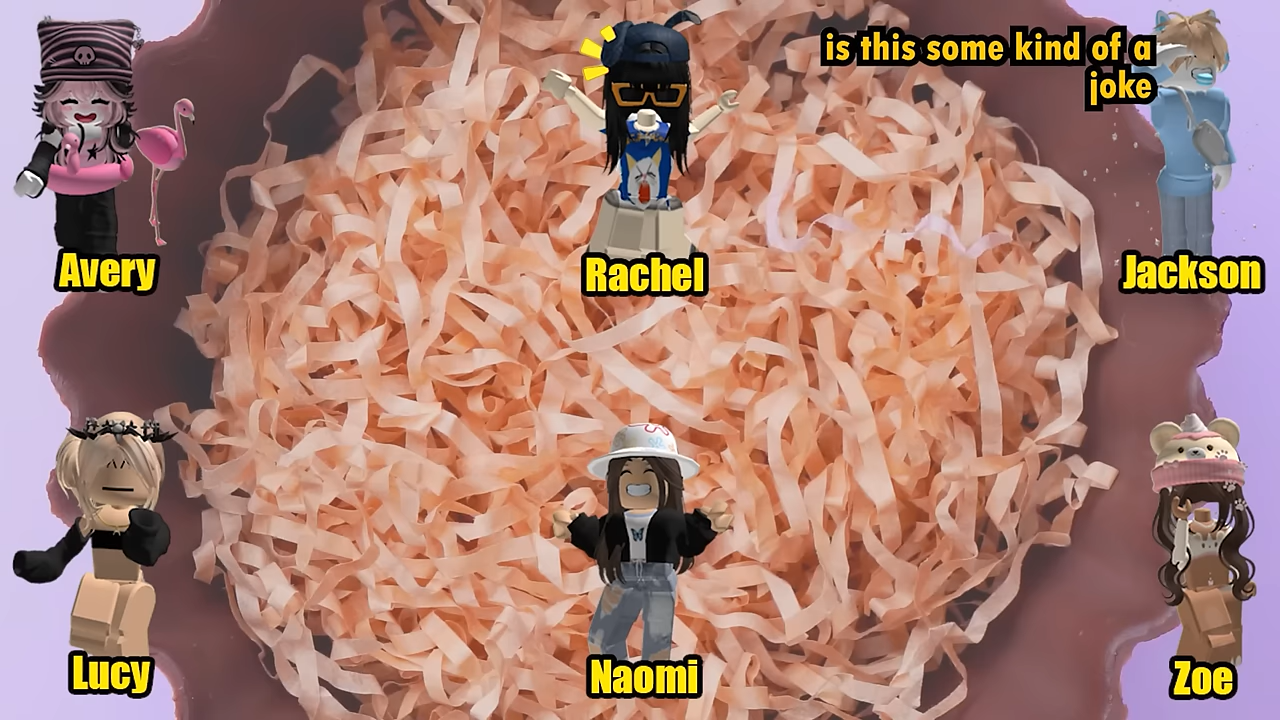 is this some kind of a
joke
Avery
Rachel
Jackson
Lucy
Naomi
Zoe